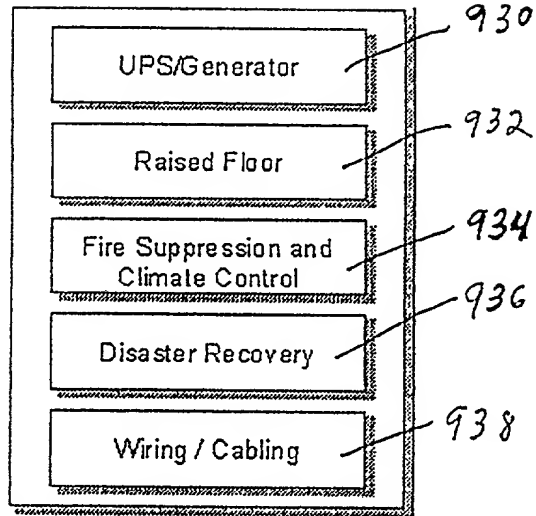 930
UPS/Generator
932
Raised Floor
934
Fire Suppression and
Climate Control
936
Disaster Recovery
938
Wiring / Cabling